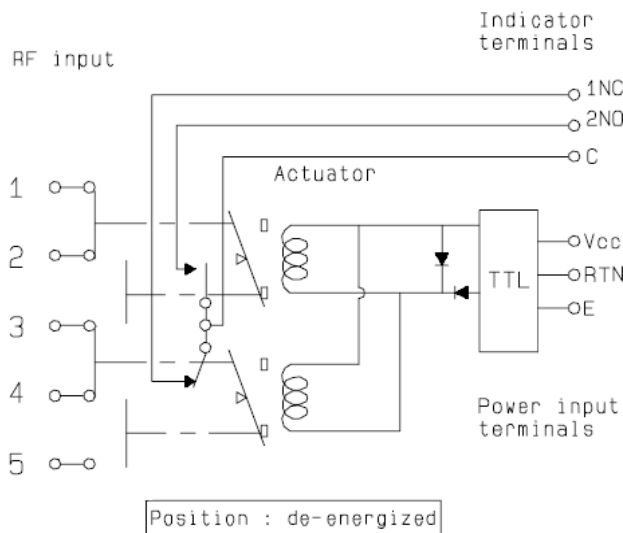 Indicator
terminals
RF input
1NC
2NO
C
Actuator
1
2
3
4
5
TTL
Vcc
RTN
E
Power input
terminals
Position : de-energized